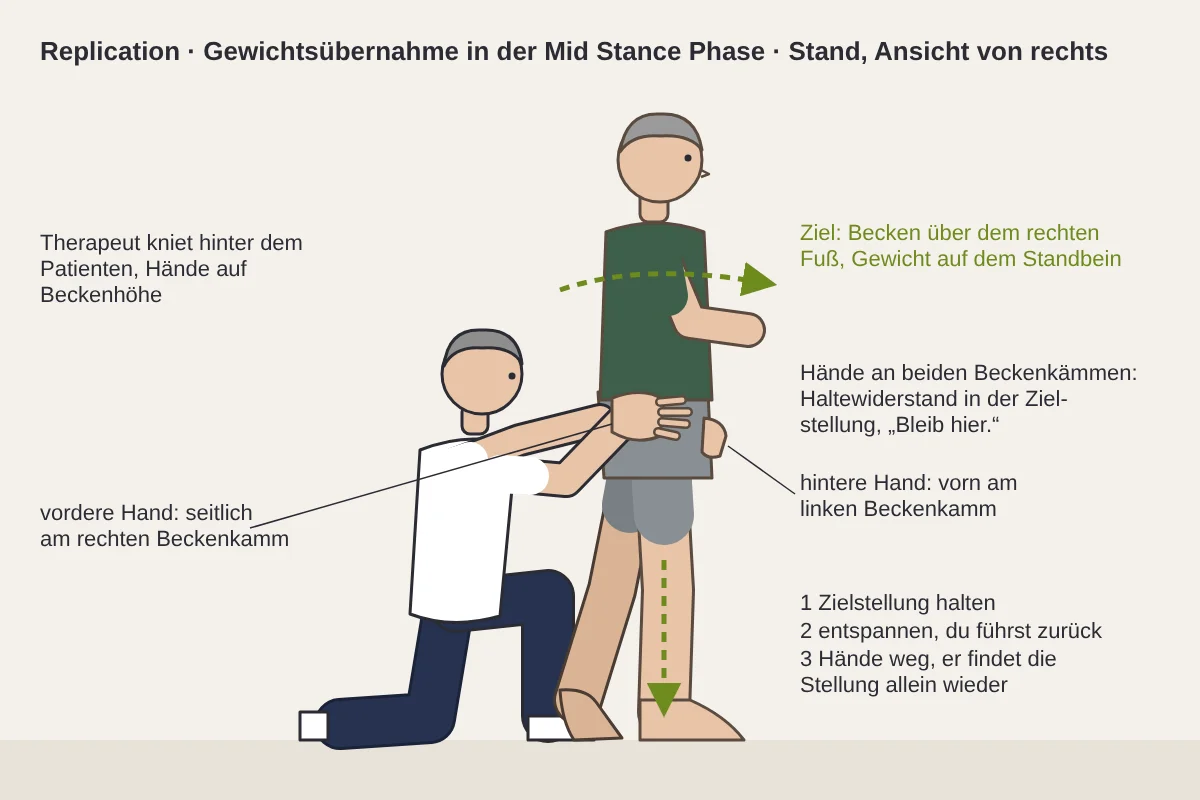 Replication · Gewichtsübernahme in der Mid Stance Phase · Stand, Ansicht von rechts
Therapeut kniet hinter dem
Patienten, Hände auf
Beckenhöhe
vordere Hand: seitlich
am rechten Beckenkamm
Ziel: Becken über dem rechten
Fuß, Gewicht auf dem Standbein
Hände an beiden Beckenkämmen:
Haltewiderstand in der Ziel-
stellung, „Bleib hier.“
hintere Hand: vorn am
linken Beckenkamm
1 Zielstellung halten
2 entspannen, du führst zurück
3 Hände weg, er findet die
Stellung allein wieder